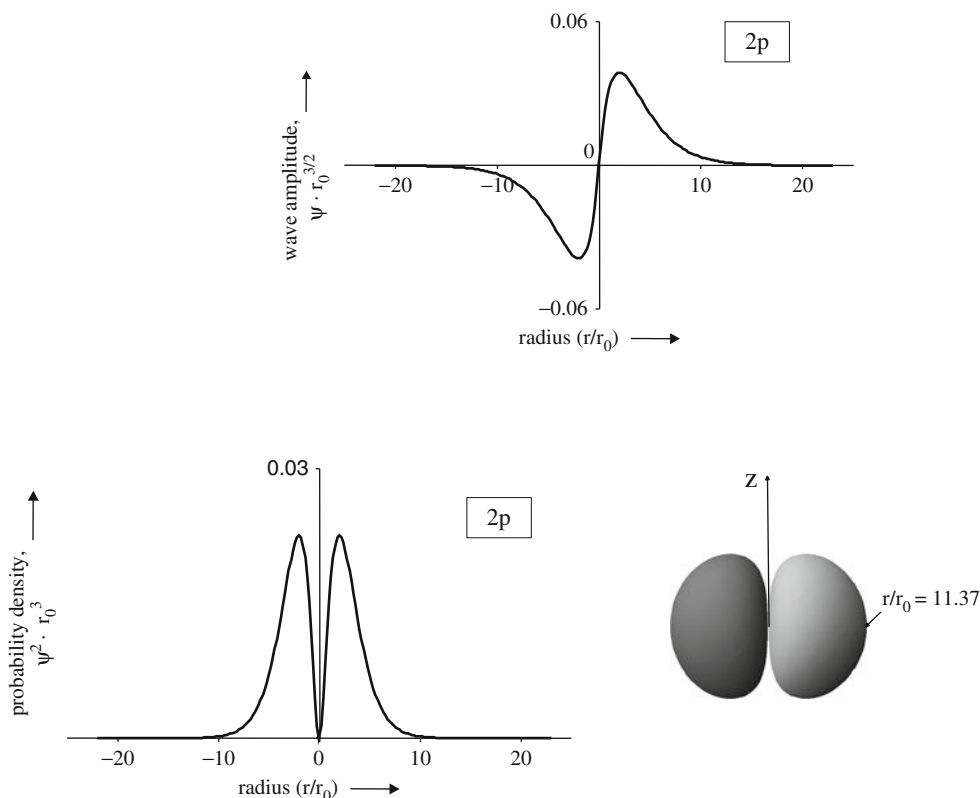 0.06
2p
wave amplitude,
ψ · r₀^3/2
0
−20
−10
10
20
−0.06
radius (r/r₀)
0.03
2p
probability density,
ψ² · r₀³
z
r/r₀ = 11.37
−20
−10
0
10
20
radius (r/r₀)